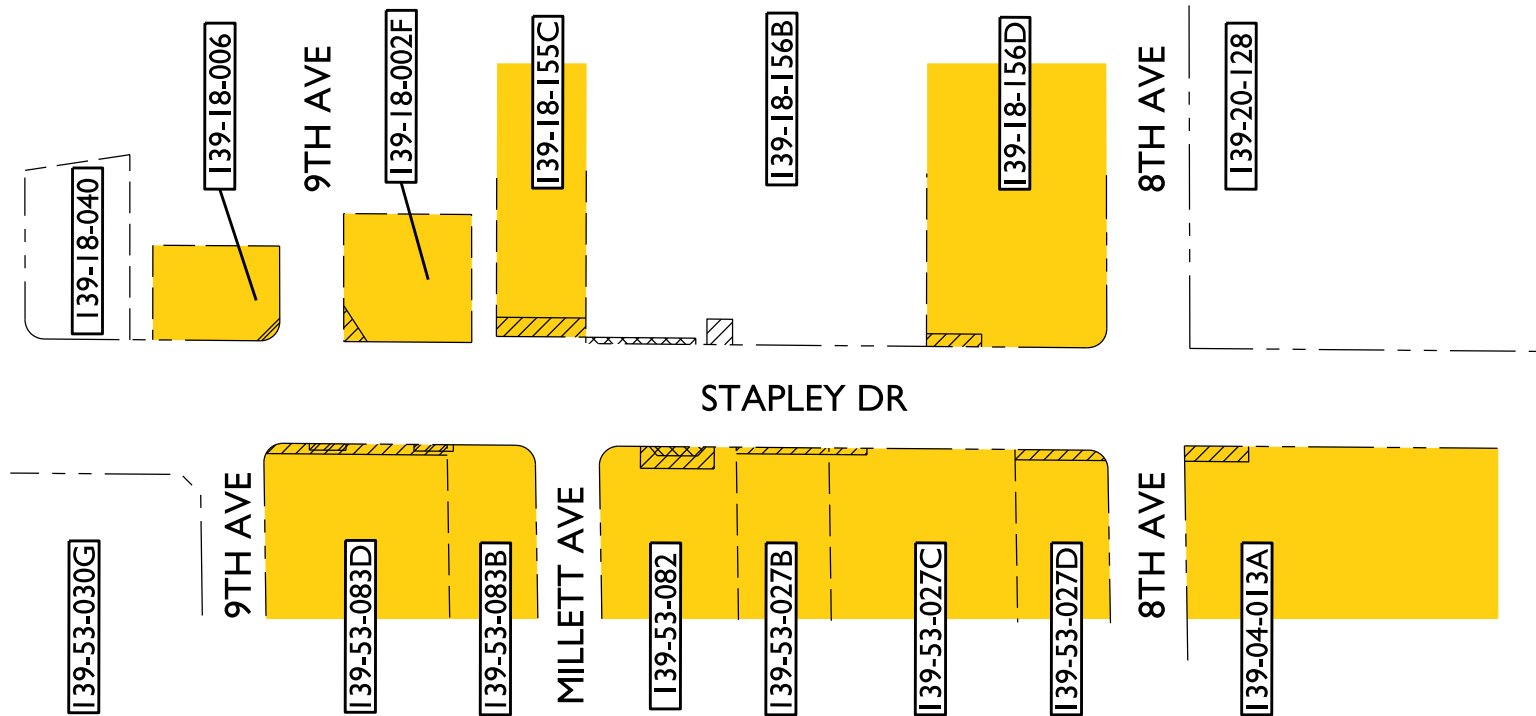 139-18-040
139-18-006
9TH AVE
139-18-002F
139-18-155C
139-18-156B
139-18-156D
8TH AVE
139-20-128
STAPLEY DR
139-53-030G
9TH AVE
139-53-083D
139-53-083B
MILLETT AVE
139-53-082
139-53-027B
139-53-027C
139-53-027D
8TH AVE
139-04-013A